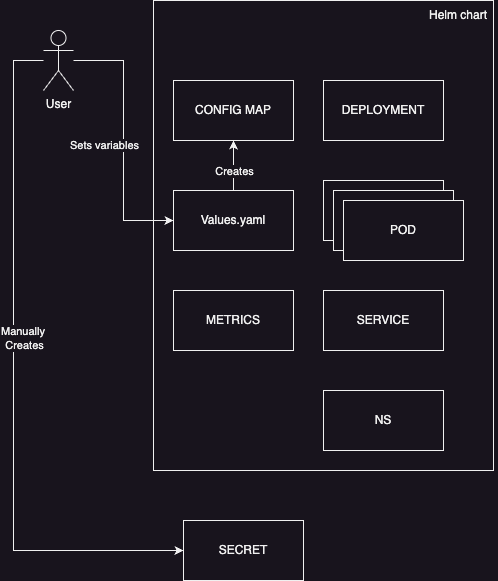 Helm chart
User
CONFIG MAP
DEPLOYMENT
Sets variables
Creates
Values.yaml
POD
METRICS
SERVICE
Manually
Creates
NS
SECRET